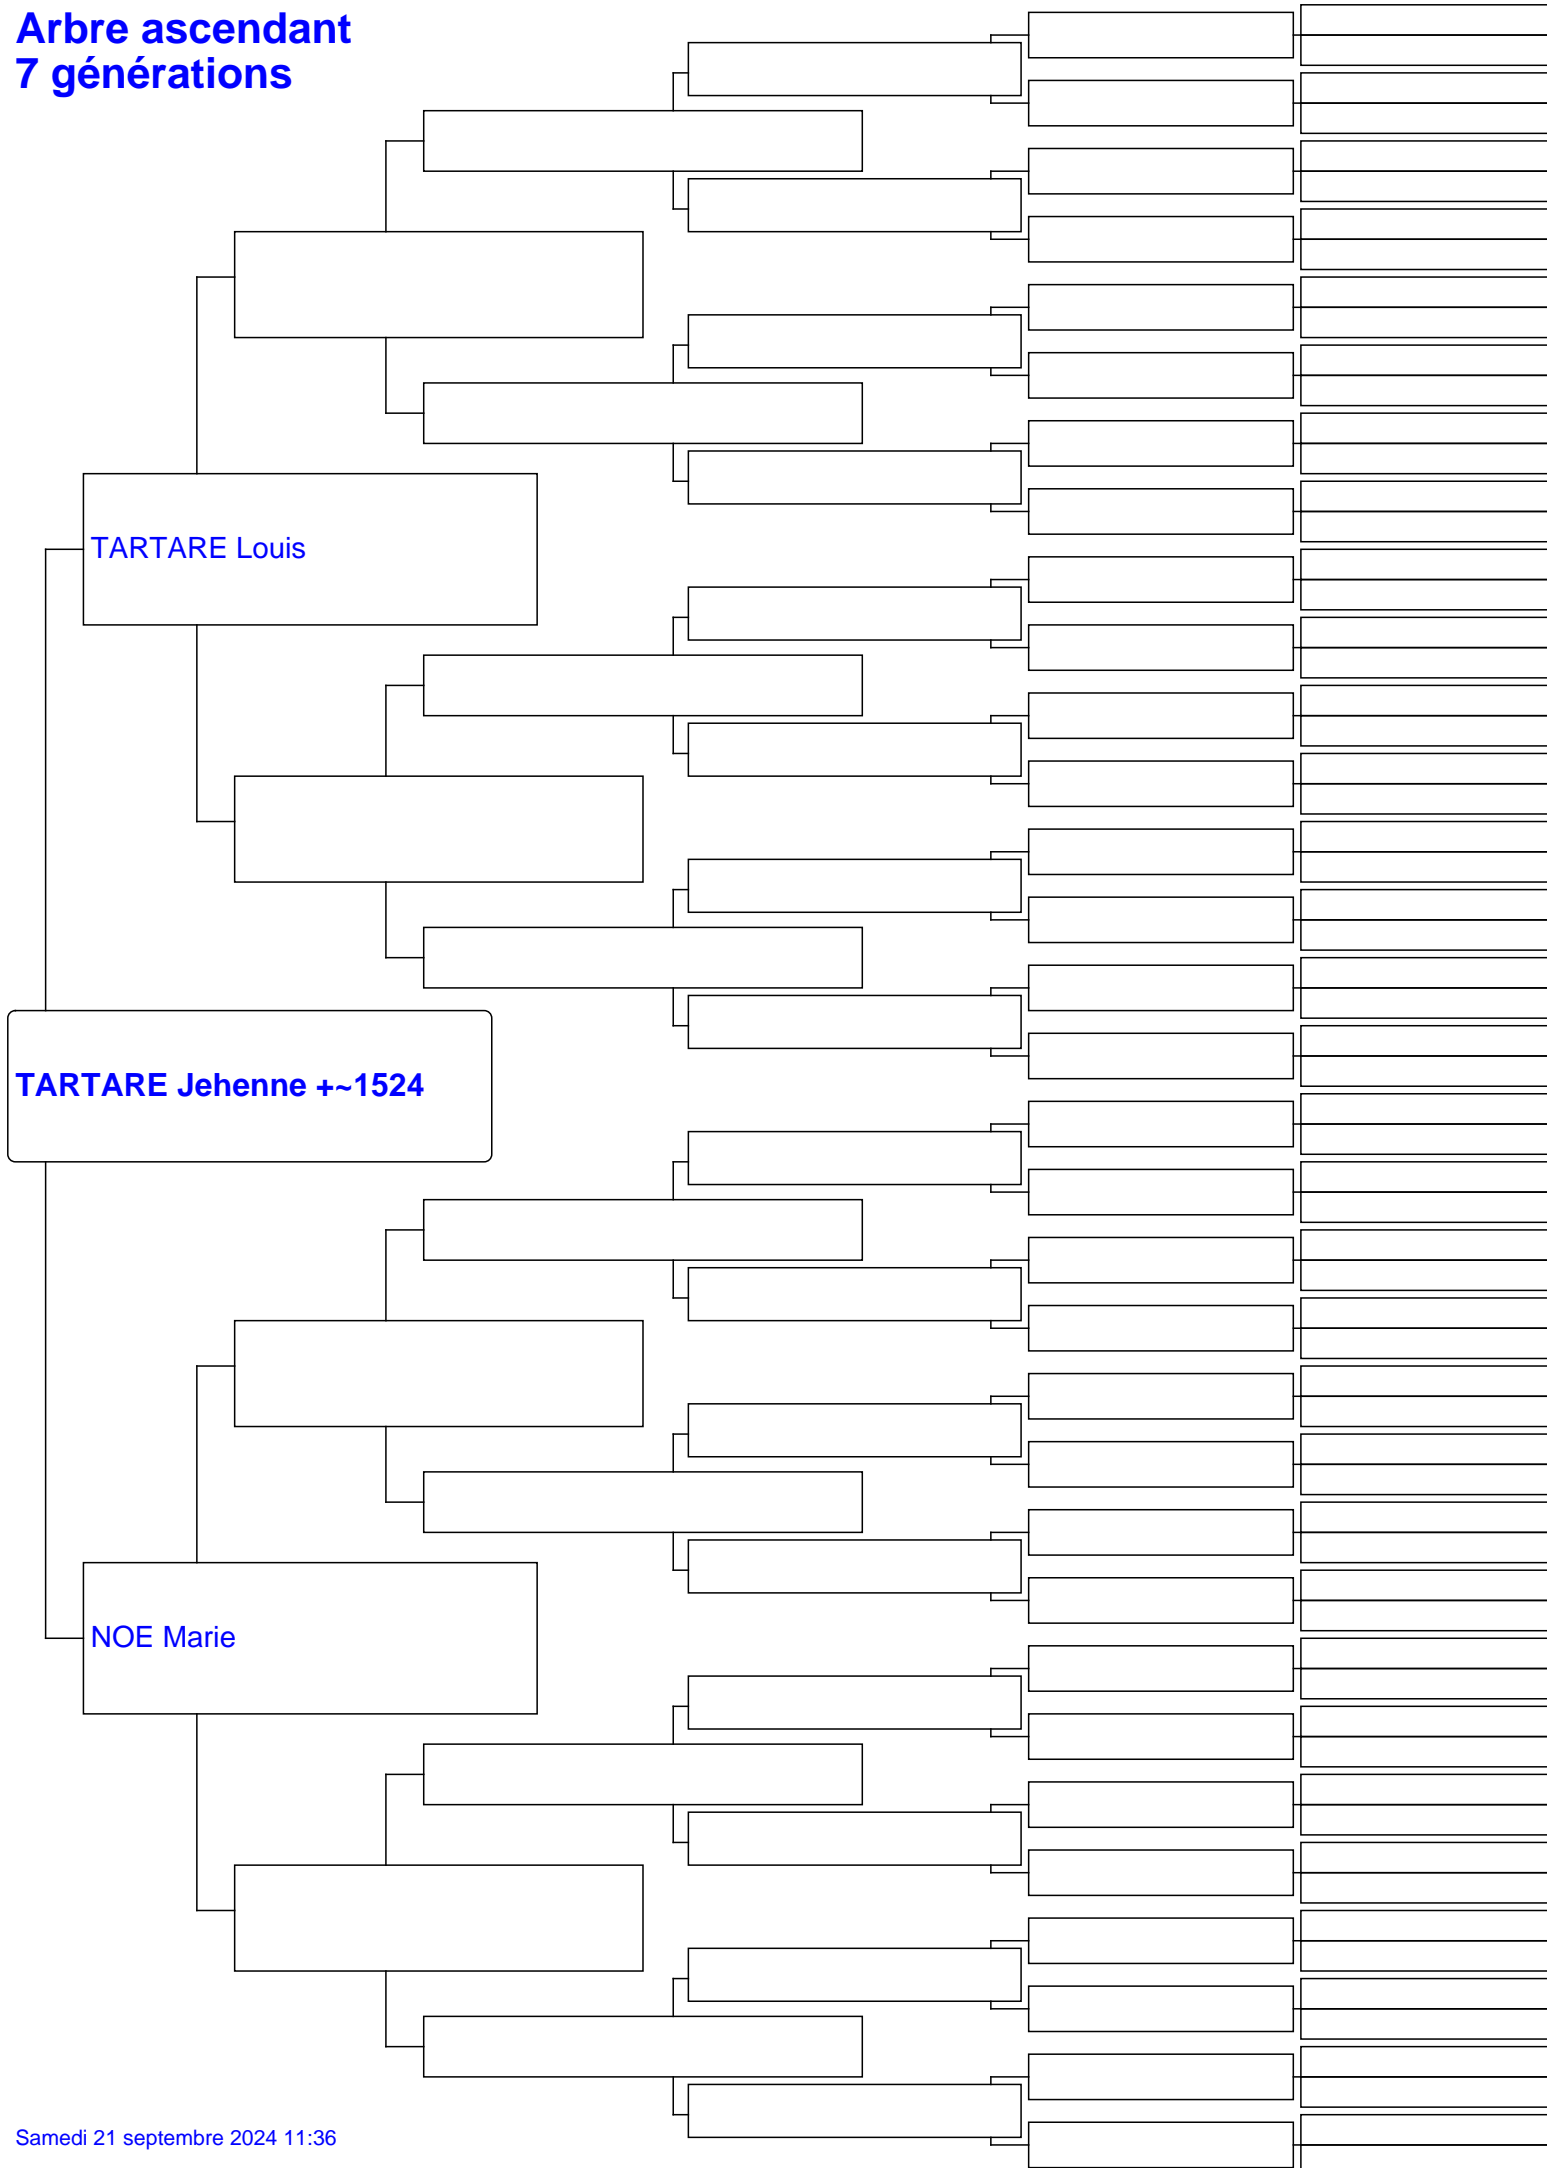 Arbre ascendant
7 générations
TARTARE Louis
TARTARE Jehenne +~1524
NOE Marie
Samedi 21 septembre 2024 11:36